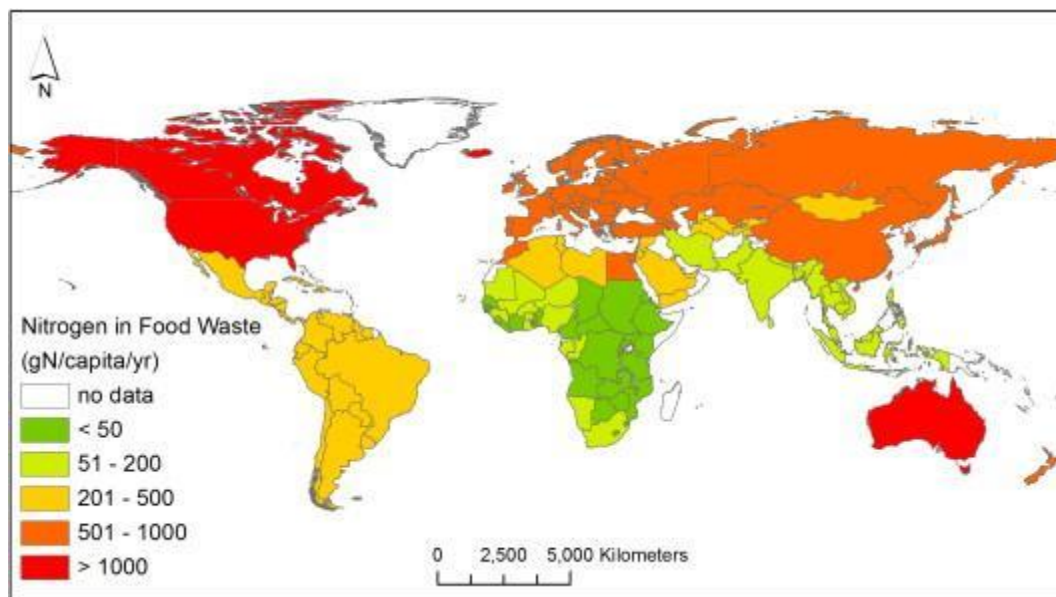 N
Nitrogen in Food Waste
(gN/capita/yr)
no data
< 50
51 - 200
201 - 500
501 - 1000
> 1000
0 2,500 5,000 Kilometers